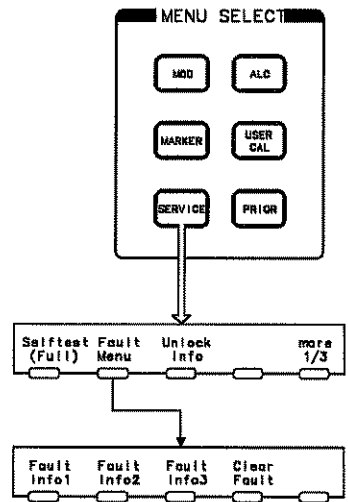 MENU SELECT
MOD ALC
MARKER USER CAL
SERVICE PRIOR
Selftest (Full) Fault Menu Unlock Info more 1/3
Fault Info1 Fault Info2 Fault Info3 Clear Fault